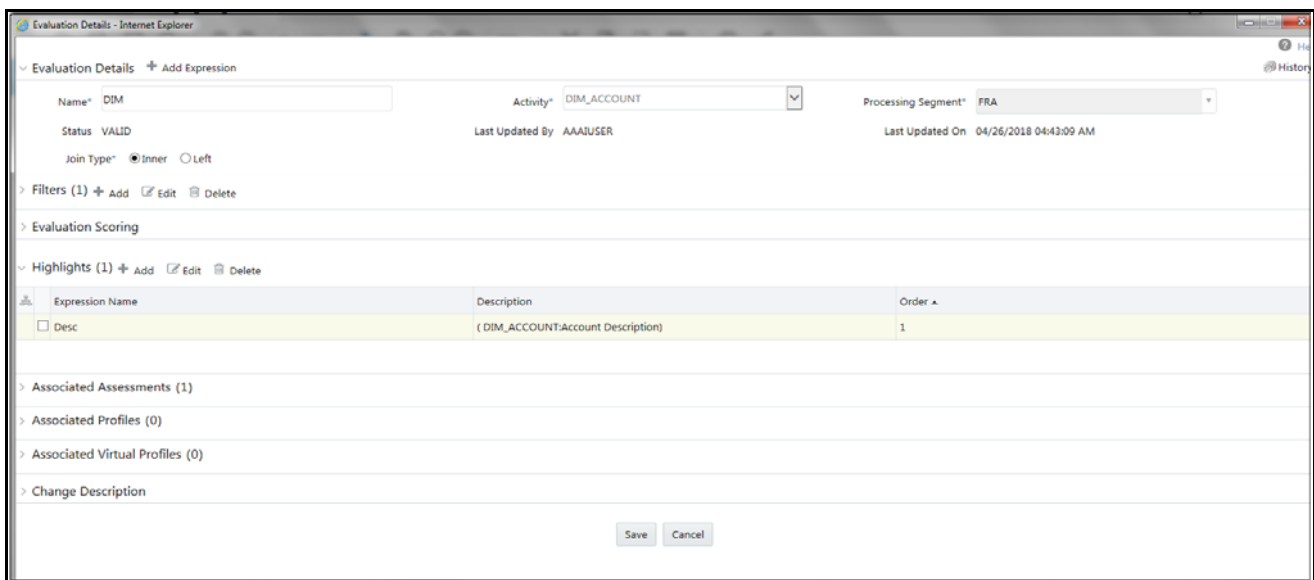 Evaluation Details - Internet Explorer
He
Evaluation Details + Add Expression
History
Name* DIM Activity* DIM_ACCOUNT Processing Segment* FRA
Status VALID Last Updated By AAAIUSER Last Updated On 04/26/2018 04:43:09 AM
Join Type* Inner Left
Filters (1) + Add Edit Delete
Evaluation Scoring
Highlights (1) + Add Edit Delete
Expression Name Description Order
Desc ( DIM_ACCOUNT:Account Description) 1
Associated Assessments (1)
Associated Profiles (0)
Associated Virtual Profiles (0)
Change Description
Save Cancel